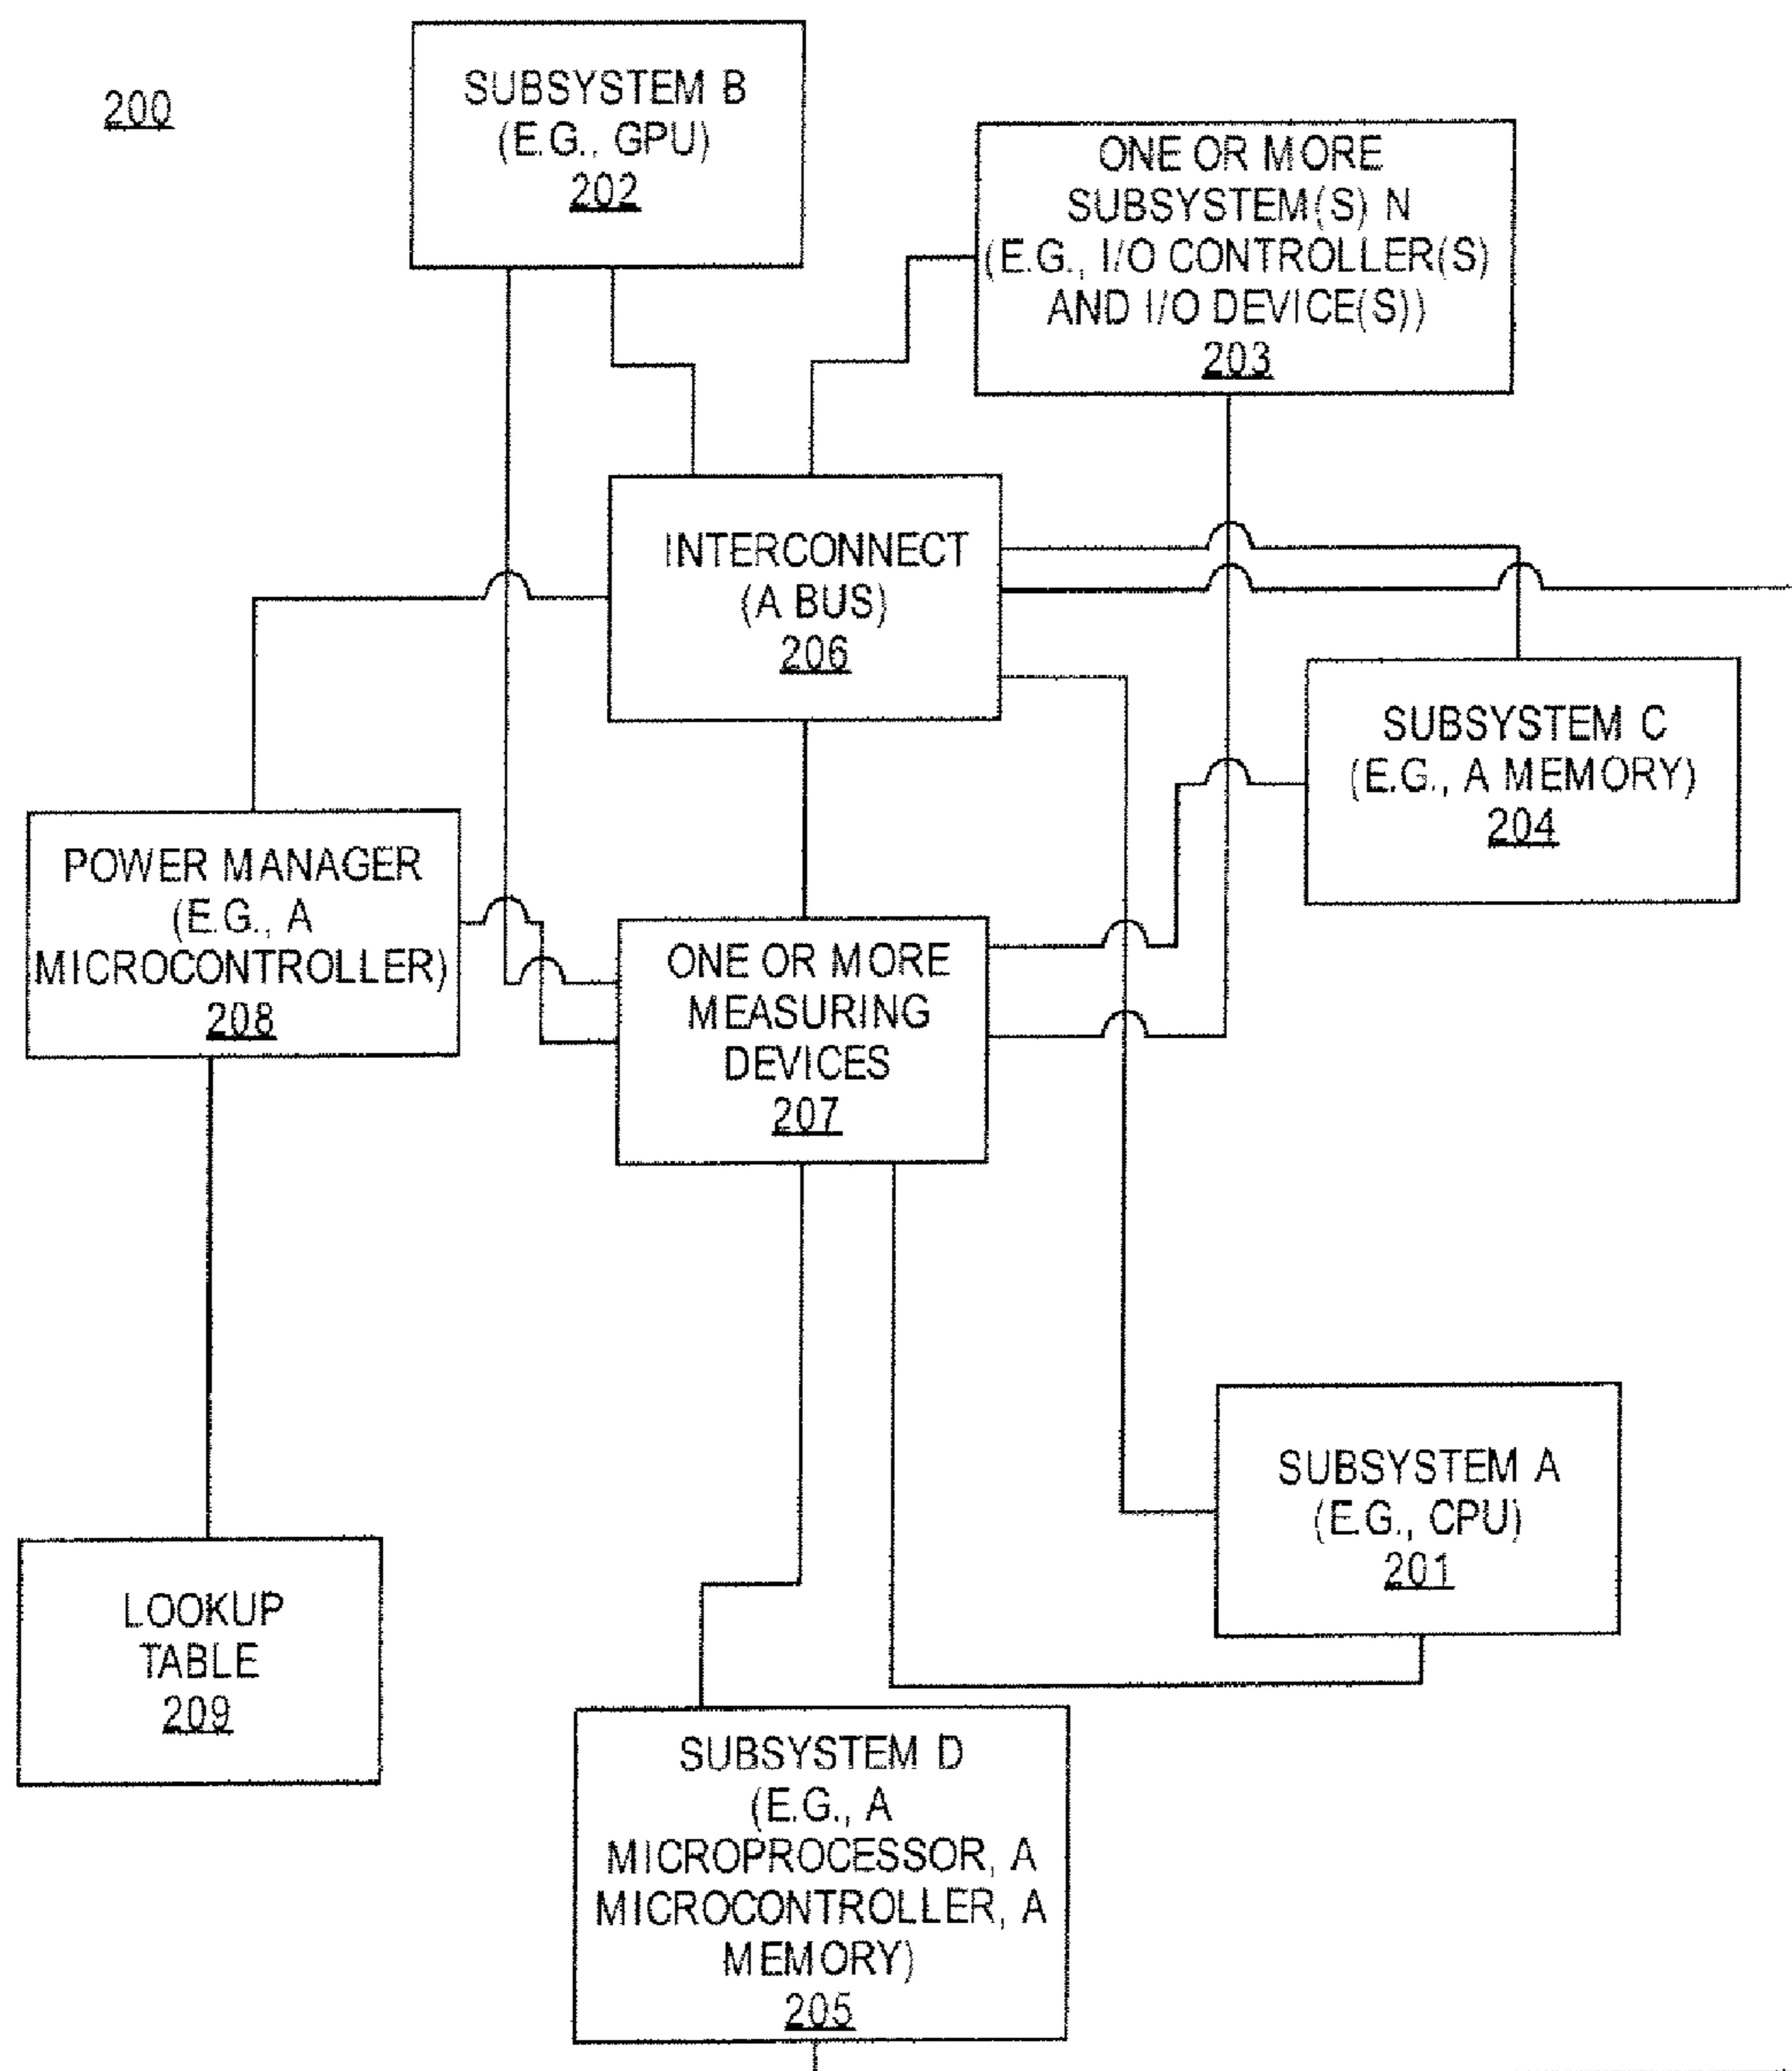 200
SUBSYSTEM B
(E.G., GPU)
202
ONE OR MORE
SUBSYSTEM(S) N
(E.G., I/O CONTROLLER(S)
AND I/O DEVICE(S))
203
INTERCONNECT
(A BUS)
206
SUBSYSTEM C
(E.G., A MEMORY)
204
POWER MANAGER
(E.G., A
MICROCONTROLLER)
208
ONE OR MORE
MEASURING
DEVICES
207
SUBSYSTEM A
(E.G., CPU)
201
LOOKUP
TABLE
209
SUBSYSTEM D
(E.G., A
MICROPROCESSOR, A
MICROCONTROLLER, A
MEMORY)
205